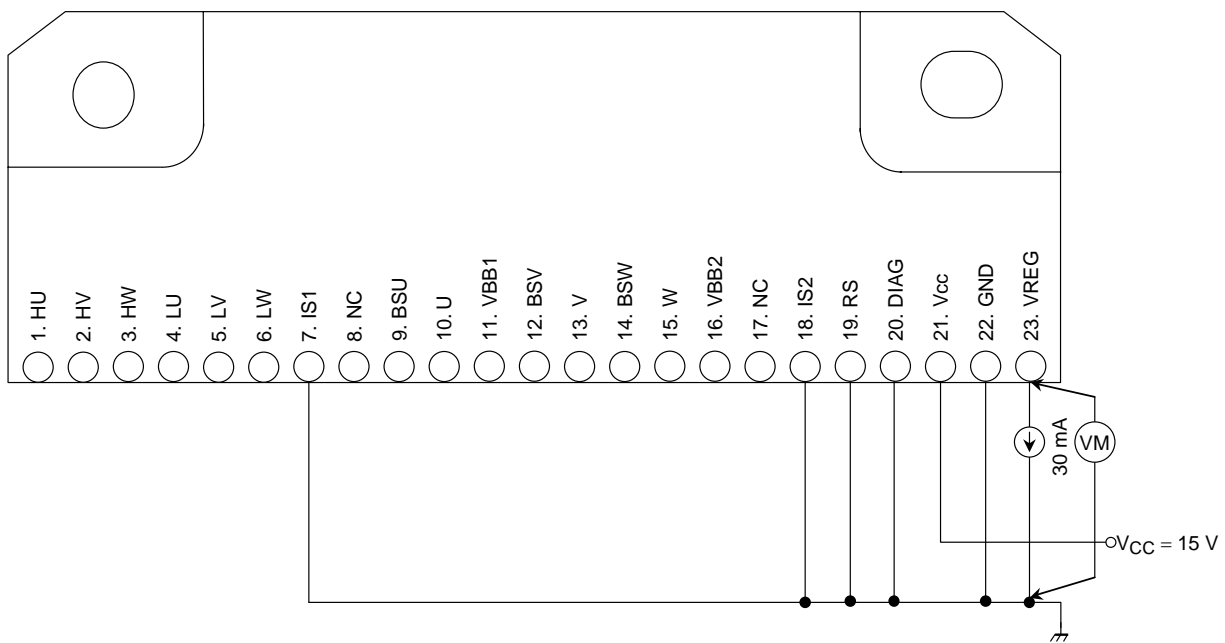 1. HU
2. HV
3. HW
4. LU
5. LV
6. LW
7. IS1
8. NC
9. BSU
10. U
11. VBB1
12. BSV
13. V
14. BSW
15. W
16. VBB2
17. NC
18. IS2
19. RS
20. DIAG
21. Vcc
22. GND
23. VREG
30 mA
VM
VCC = 15 V